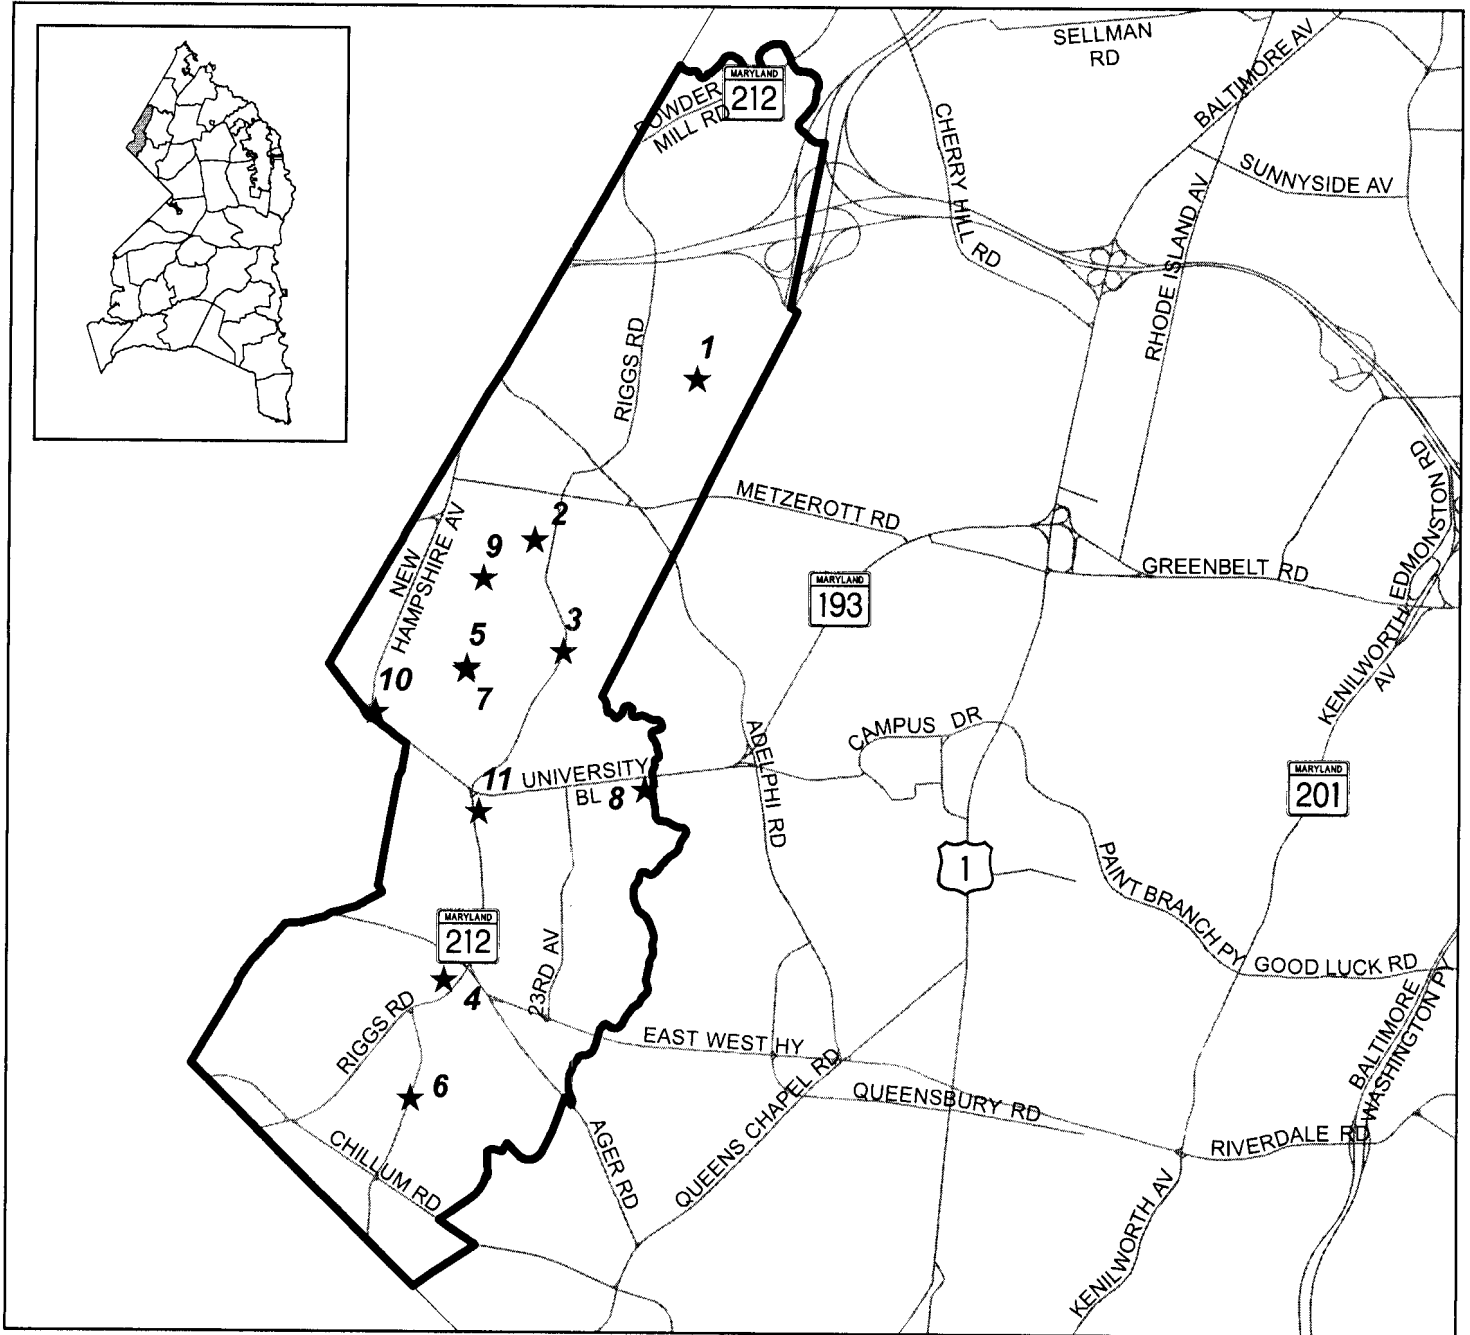 SELLMAN
RD
BALTIMORE AV
MARYLAND
212
POWDER
MILL RD
CHERRY HILL RD
SUNNYSIDE AV
RHODE ISLAND AV
RIGGS RD
1
METZEROTT RD
EDMONSTON RD
2
9
NEW
HAMPSHIRE AV
GREENBELT RD
MARYLAND
193
3
5
7
10
KENILWORTH
AV
CAMPUS DR
ADELPHI RD
11
UNIVERSITY
BL
8
MARYLAND
201
1
PAINT BRANCH PY
MARYLAND
212
23RD AV
4
GOOD LUCK RD
BALTIMORE
WASHINGTON PY
RIGGS RD
EAST WEST HY
6
QUEENS CHAPEL RD
QUEENSBURY RD
CHILLUM RD
AGER RD
RIVERDALE RD
KENILWORTH AV